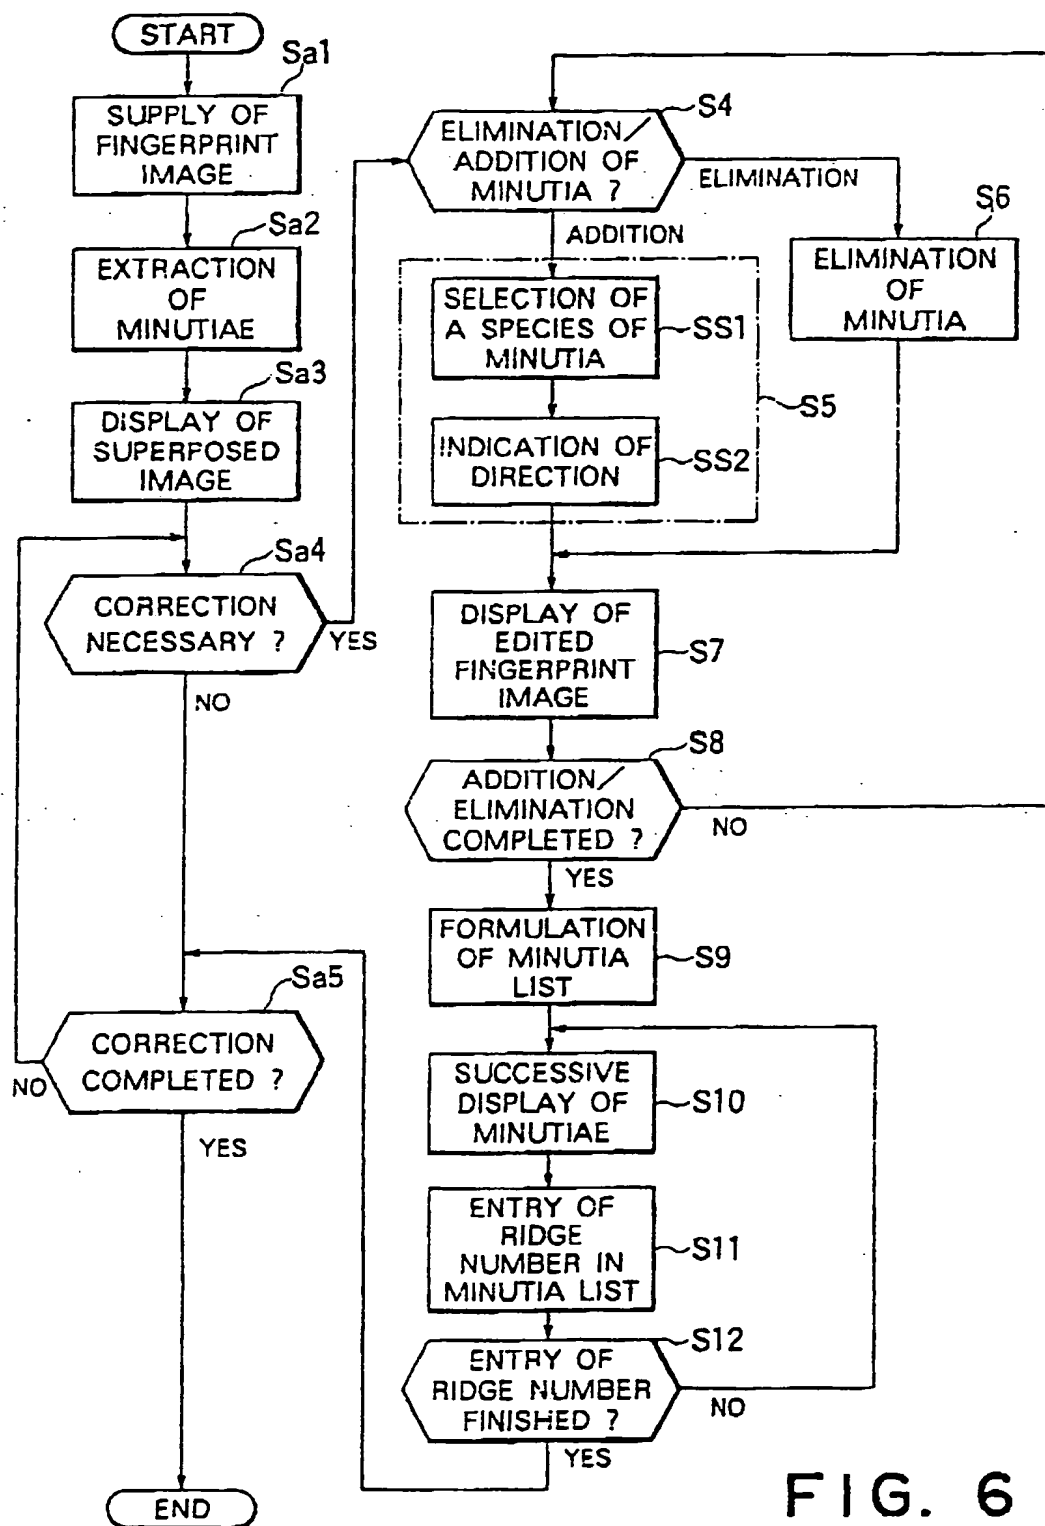 START
Sa1
SUPPLY OF
FINGERPRINT
IMAGE
Sa2
EXTRACTION
OF
MINUTIAE
Sa3
DISPLAY OF
SUPERPOSED
IMAGE
Sa4
CORRECTION
NECESSARY ?
YES
NO
Sa5
CORRECTION
COMPLETED ?
NO
YES
END
S4
ELIMINATION/
ADDITION OF
MINUTIA ?
ELIMINATION
ADDITION
S6
ELIMINATION
OF
MINUTIA
SELECTION OF
A SPECIES OF
MINUTIA
SS1
S5
INDICATION OF
DIRECTION
SS2
DISPLAY OF
EDITED
FINGERPRINT
IMAGE
S7
S8
ADDITION/
ELIMINATION
COMPLETED ?
NO
YES
FORMULATION
OF MINUTIA
LIST
S9
SUCCESSIVE
DISPLAY OF
MINUTIAE
S10
ENTRY OF
RIDGE
NUMBER IN
MINUTIA LIST
S11
S12
ENTRY OF
RIDGE NUMBER
FINISHED ?
NO
YES
FIG. 6